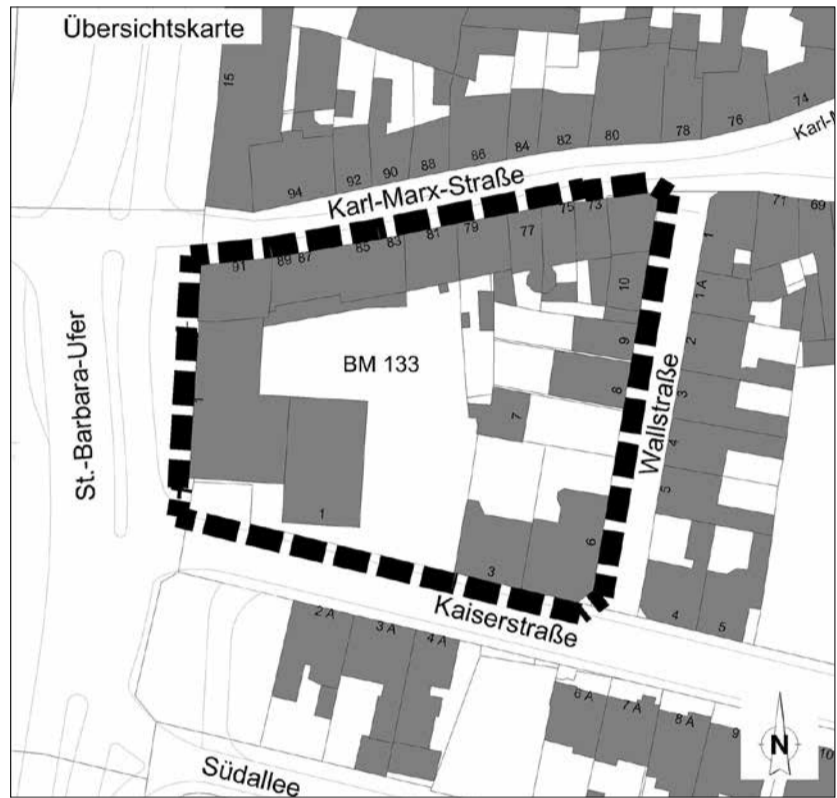 Übersichtskarte
15
74
76
78
80
82
84
86
88
90
92
94
Karl-M
Karl-Marx-Straße
91
89
87
85
83
81
79
77
75
73
71
69
1
1 A
2
3
4
5
10
9
8
7
6
BM 133
St.-Barbara-Ufer
Wallstraße
1
1
3
Kaiserstraße
4
5
2 A
3 A
4 A
6 A
7 A
8 A
9
10
Südallee
N